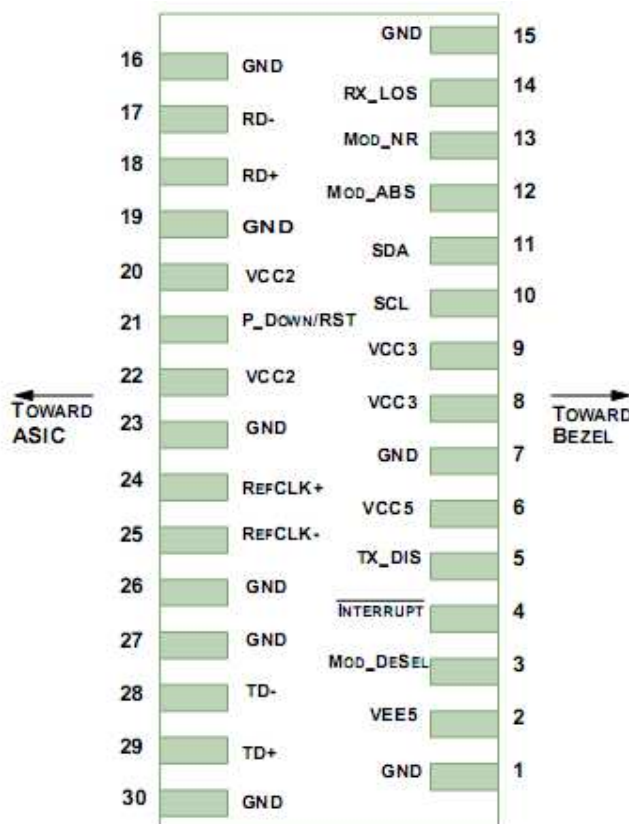 GND 15
16 GND
RX_LOS 14
17 RD-
MOD_NR 13
18 RD+
MOD_ABS 12
19 GND
SDA 11
20 VCC2
SCL 10
21 P_DOWN/RST
VCC3 9
22 VCC2
VCC3 8
TOWARD
ASIC
TOWARD
BEZEL
23 GND
GND 7
24 REFCLK+
VCC5 6
25 REFCLK-
TX_DIS 5
26 GND
INTERRUPT 4
27 GND
MOD_DESEL 3
28 TD-
VEE5 2
29 TD+
GND 1
30 GND